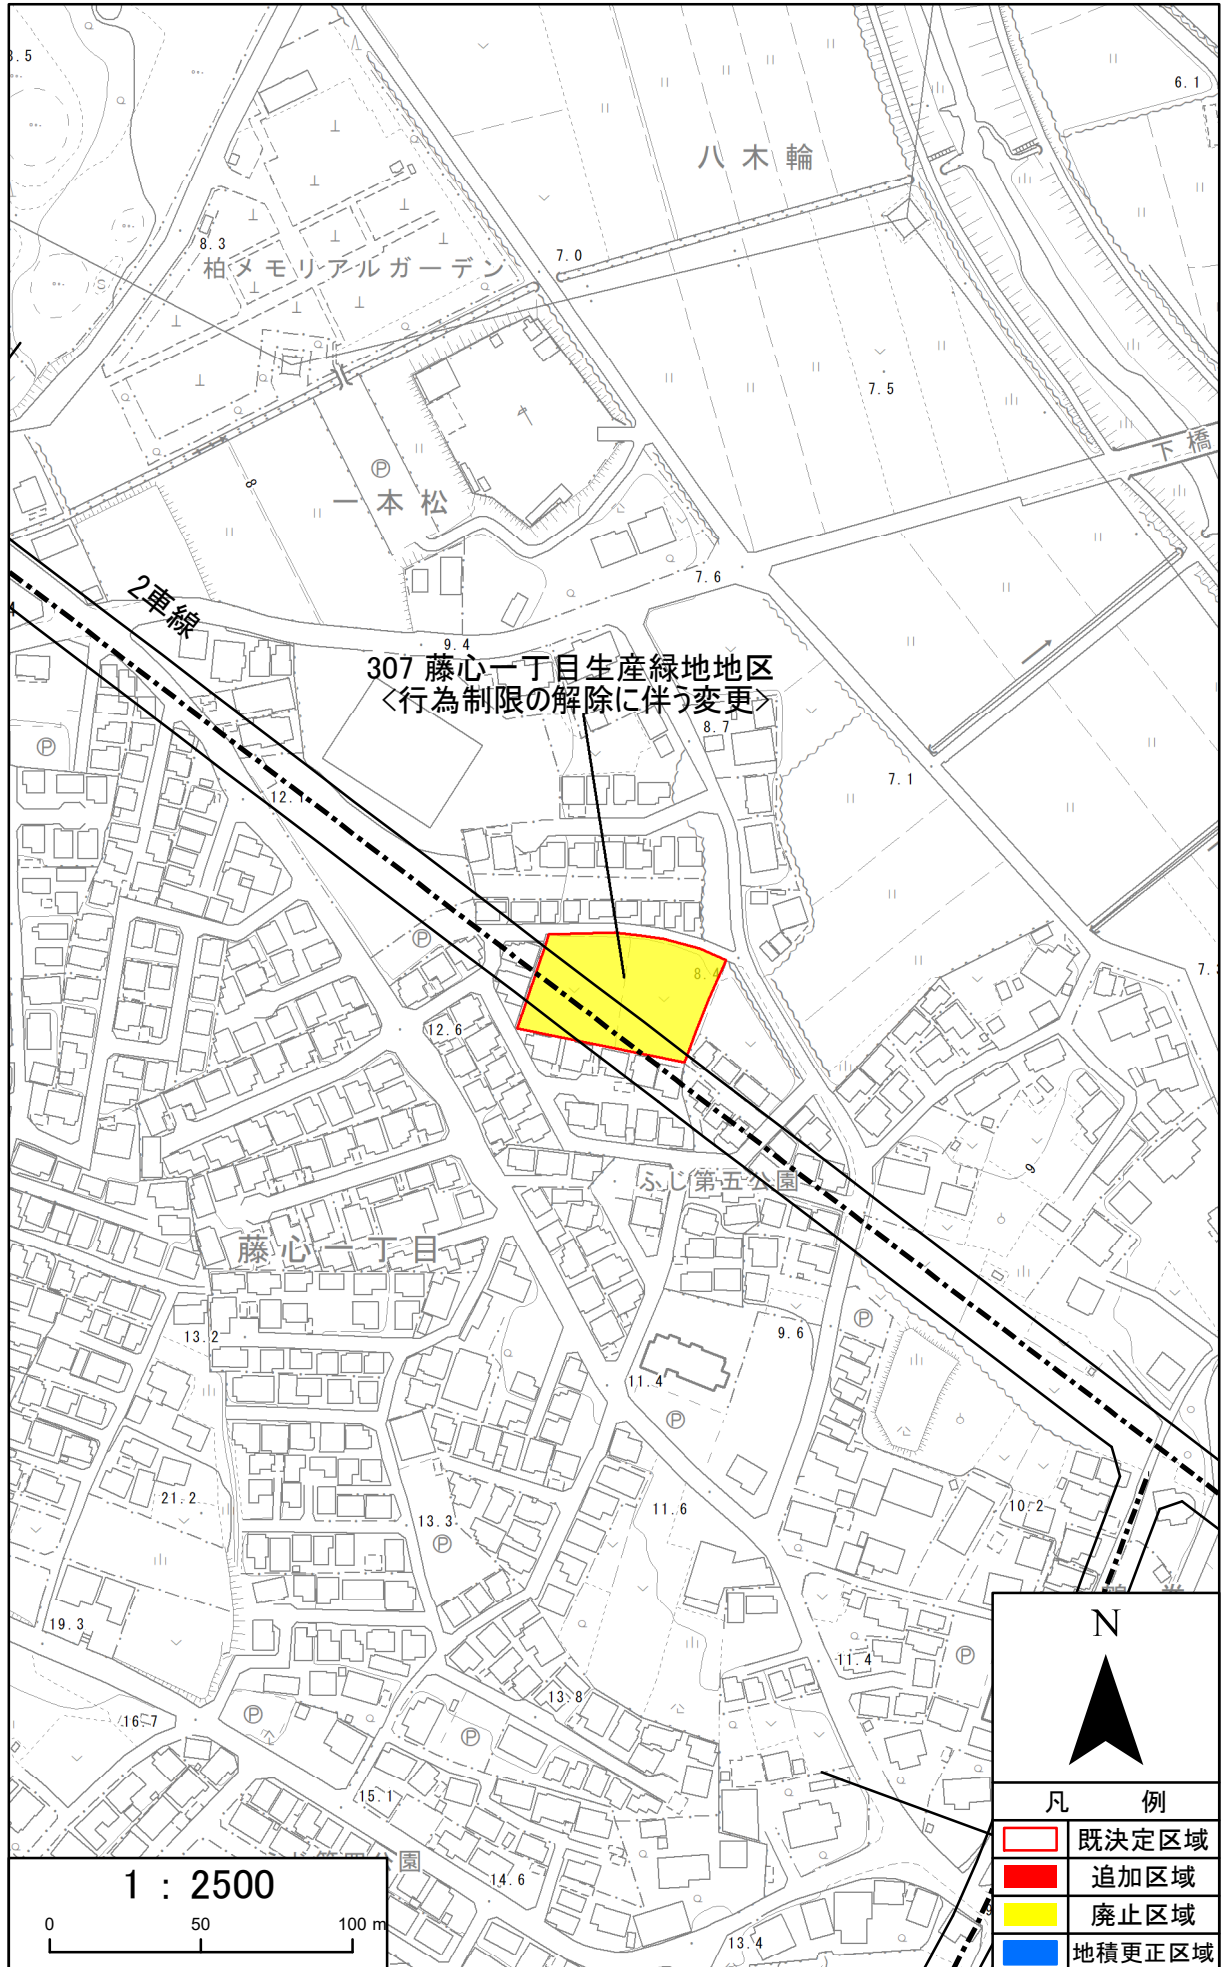 6.1
八木輪
8.3
柏メモリアルガーデン
7.0
7.5
下橋
8
Ⓟ
一本松
7.6
2車線
9.4
307 藤心一丁目生産緑地地区
<行為制限の解除に伴う変更>
8.7
Ⓟ
7.1
12.1
Ⓟ
8.4
12.6
9
ふじ第五公園
藤心一丁目
13.2
9.6
Ⓟ
11.4
Ⓟ
21.2
13.3
Ⓟ
11.6
10.2
19.3
11.4
Ⓟ
13.8
16.7
Ⓟ
Ⓟ
15.1
14.6
13.4
N
凡 例
既決定区域
追加区域
廃止区域
地積更正区域
1 : 2500
0 50 100 m